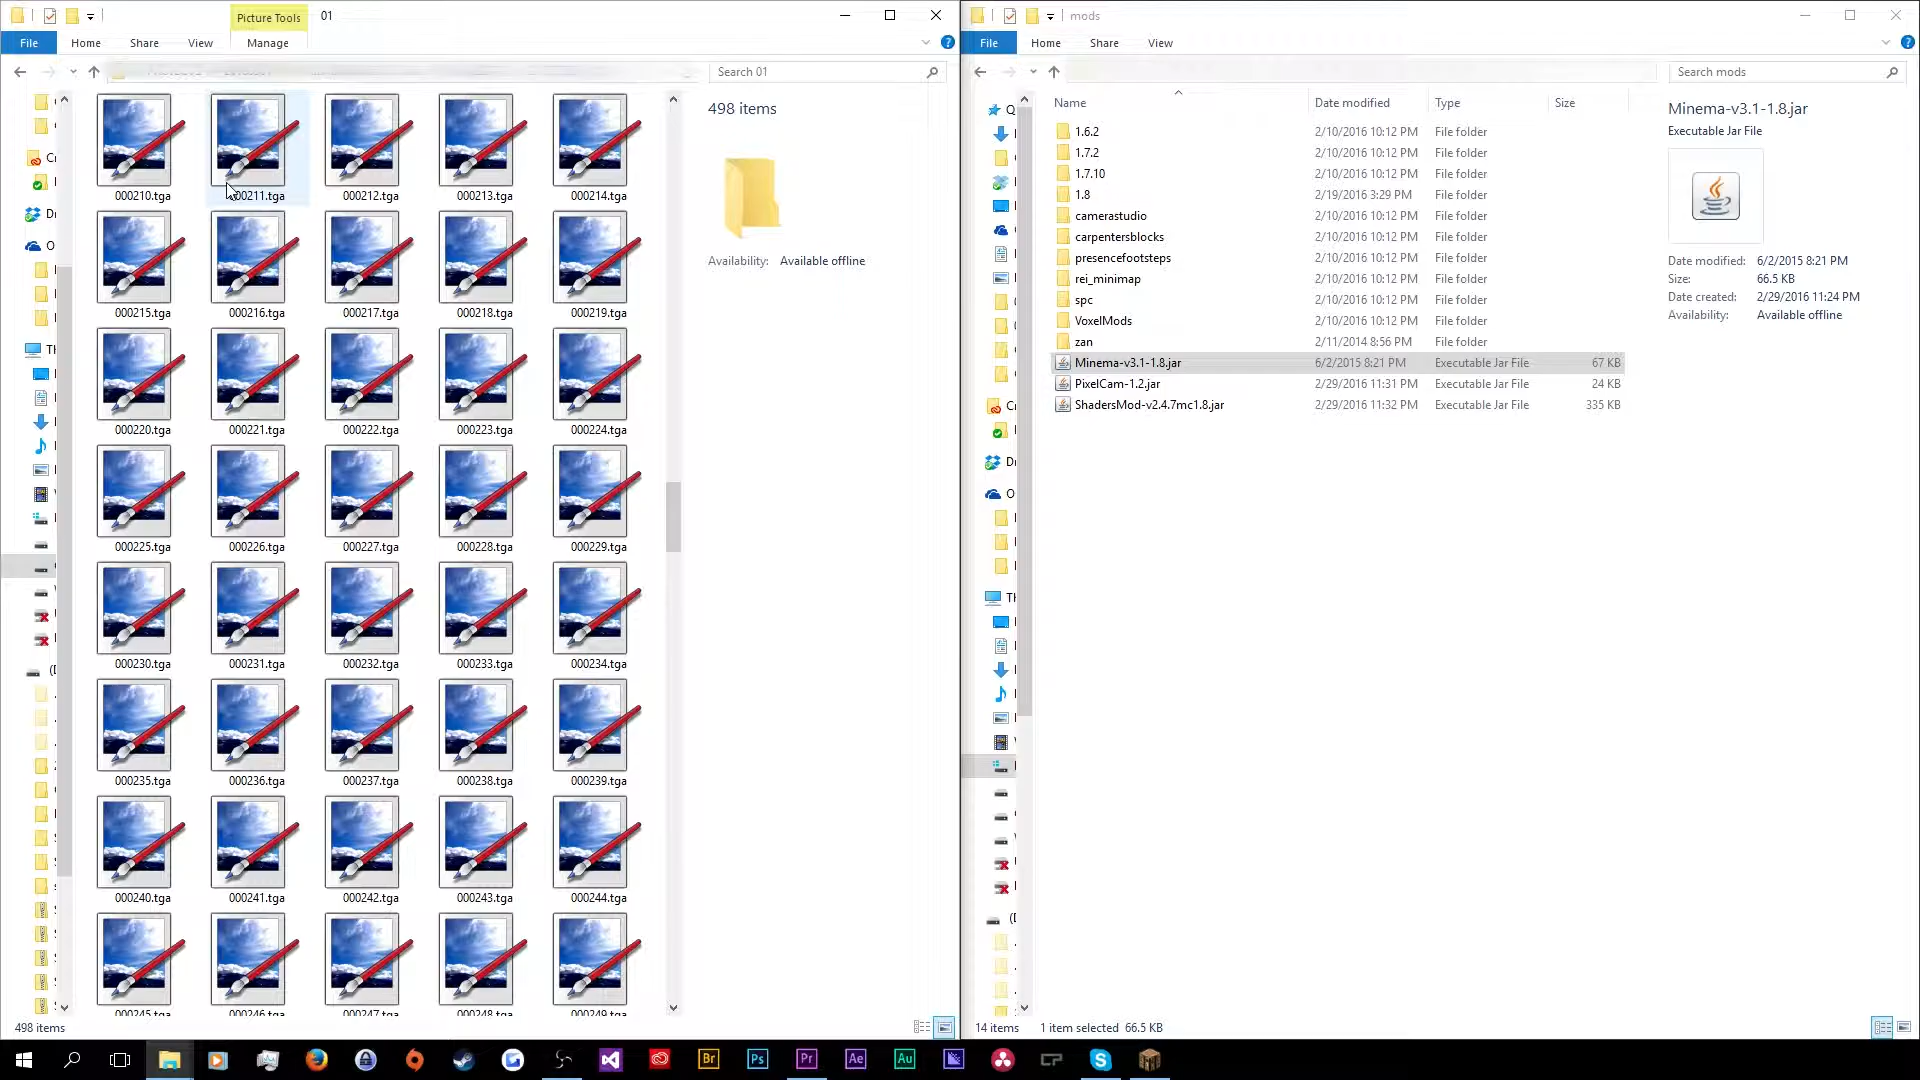 Picture Tools
01
File
Home
Share
View
Manage
Search 01
498 items
Availability: Available offline
000210.tga
000211.tga
000212.tga
000213.tga
000214.tga
000215.tga
000216.tga
000217.tga
000218.tga
000219.tga
000220.tga
000221.tga
000222.tga
000223.tga
000224.tga
000225.tga
000226.tga
000227.tga
000228.tga
000229.tga
000230.tga
000231.tga
000232.tga
000233.tga
000234.tga
000235.tga
000236.tga
000237.tga
000238.tga
000239.tga
000240.tga
000241.tga
000242.tga
000243.tga
000244.tga
000245.tga
000246.tga
000247.tga
000248.tga
000249.tga
498 items
mods
File
Home
Share
View
Search mods
Name Date modified Type Size
1.6.2 2/10/2016 10:12 PM File folder
1.7.2 2/10/2016 10:12 PM File folder
1.7.10 2/10/2016 10:12 PM File folder
1.8 2/19/2016 3:29 PM File folder
camerastudio 2/10/2016 10:12 PM File folder
carpentersblocks 2/10/2016 10:12 PM File folder
presencefootsteps 2/10/2016 10:12 PM File folder
rei_minimap 2/10/2016 10:12 PM File folder
spc 2/10/2016 10:12 PM File folder
VoxelMods 2/10/2016 10:12 PM File folder
zan 2/11/2014 8:56 PM File folder
Minema-v3.1-1.8.jar 6/2/2015 8:21 PM Executable Jar File 67 KB
PixelCam-1.2.jar 2/29/2016 11:31 PM Executable Jar File 24 KB
ShadersMod-v2.4.7mc1.8.jar 2/29/2016 11:32 PM Executable Jar File 335 KB
Minema-v3.1-1.8.jar
Executable Jar File
Date modified: 6/2/2015 8:21 PM
Size: 66.5 KB
Date created: 2/29/2016 11:24 PM
Availability: Available offline
14 items 1 item selected 66.5 KB
Br
Ps
Pr
Ae
Au